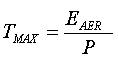 T_MAX = E_AER / P